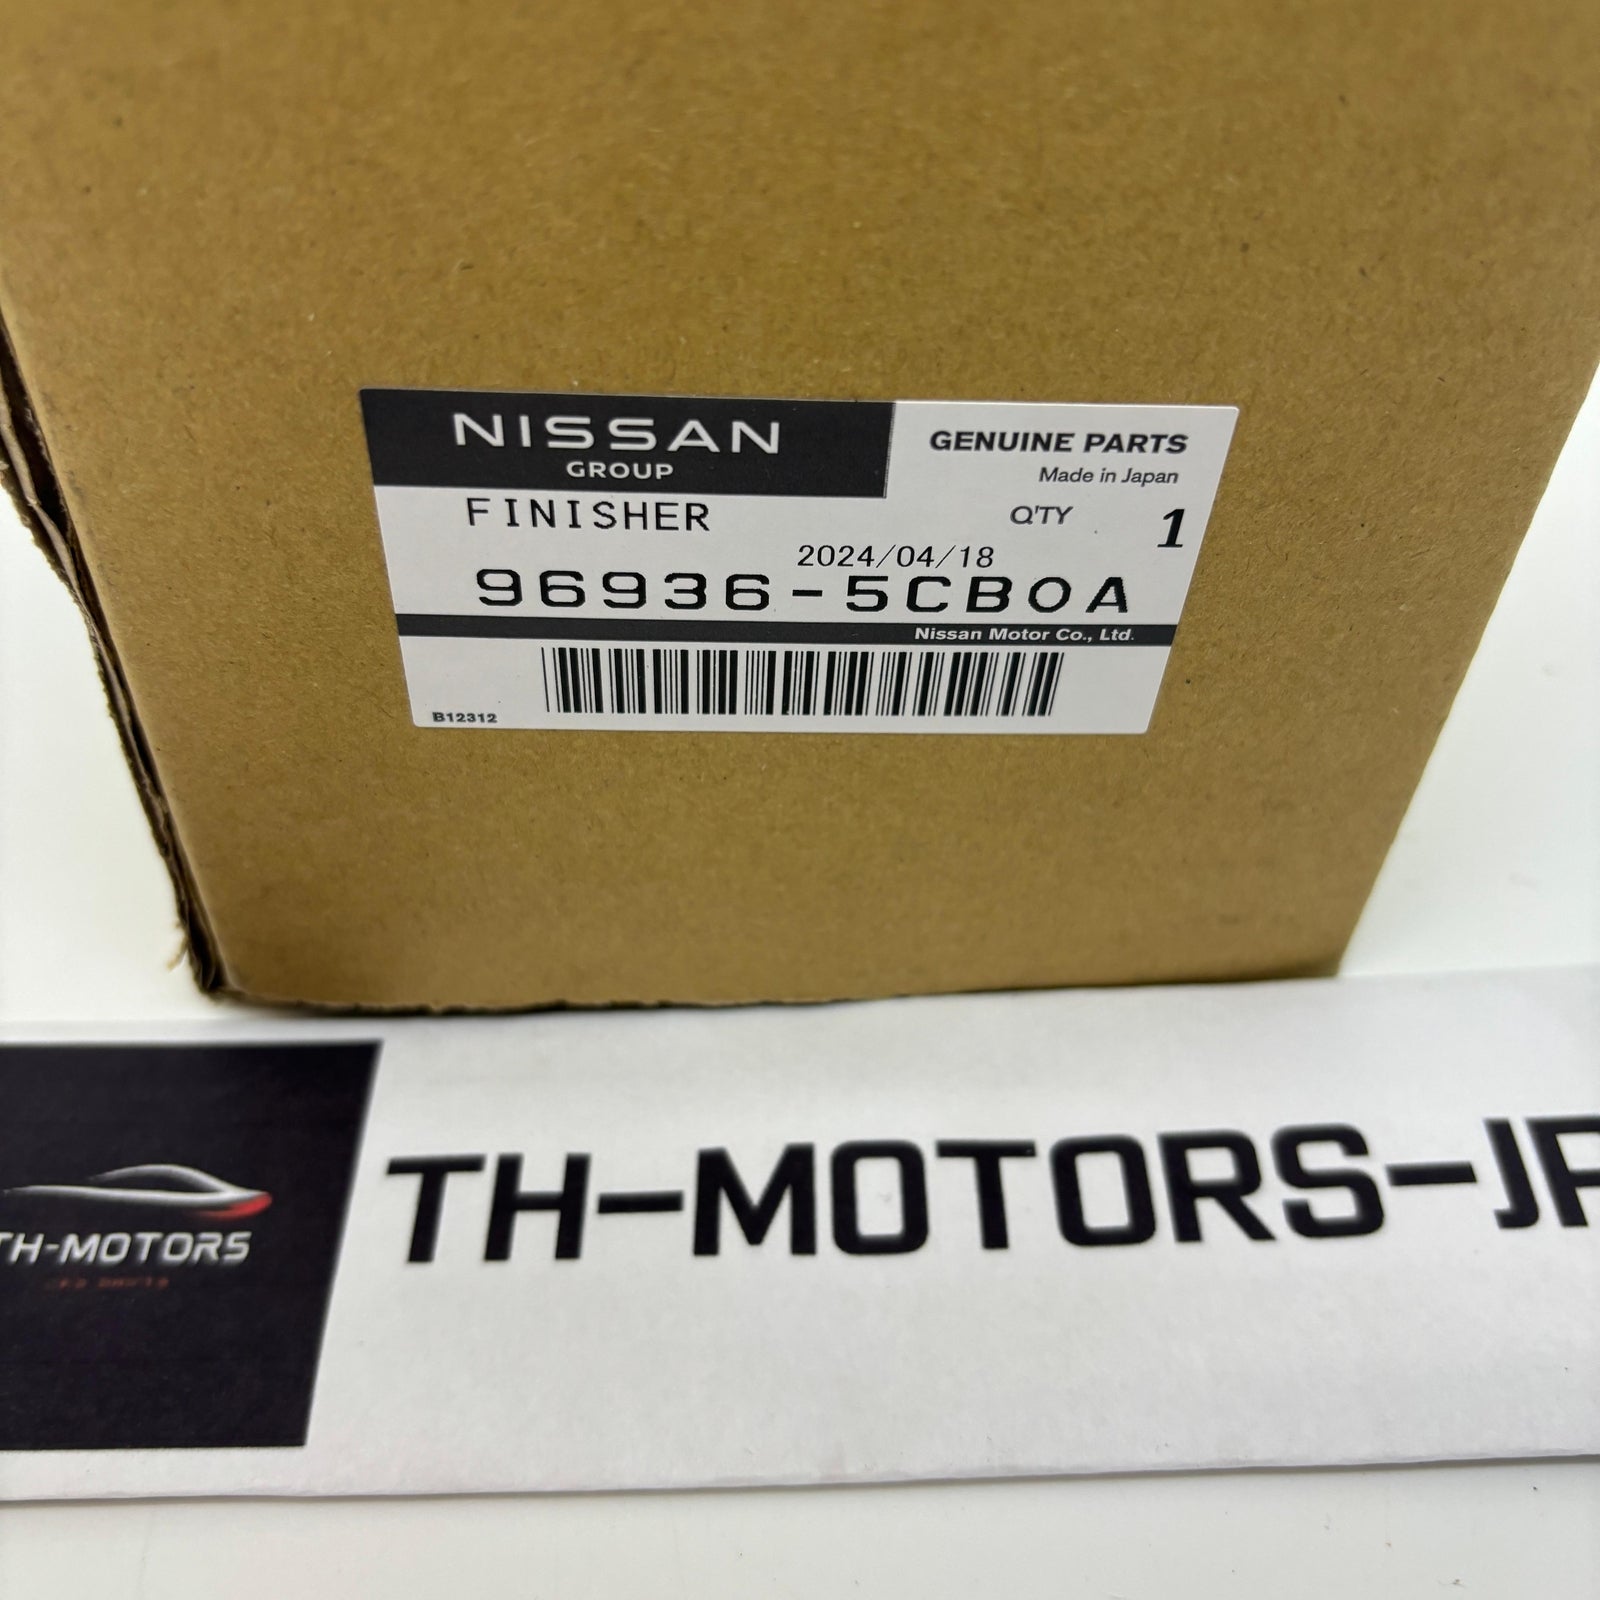 NISSAN
GROUP
GENUINE PARTS
Made in Japan
FINISHER
Q'TY 1
2024/04/18
96936-5CB0A
Nissan Motor Co., Ltd.
B12312
TH-MOTORS-JP
TH-MOTORS